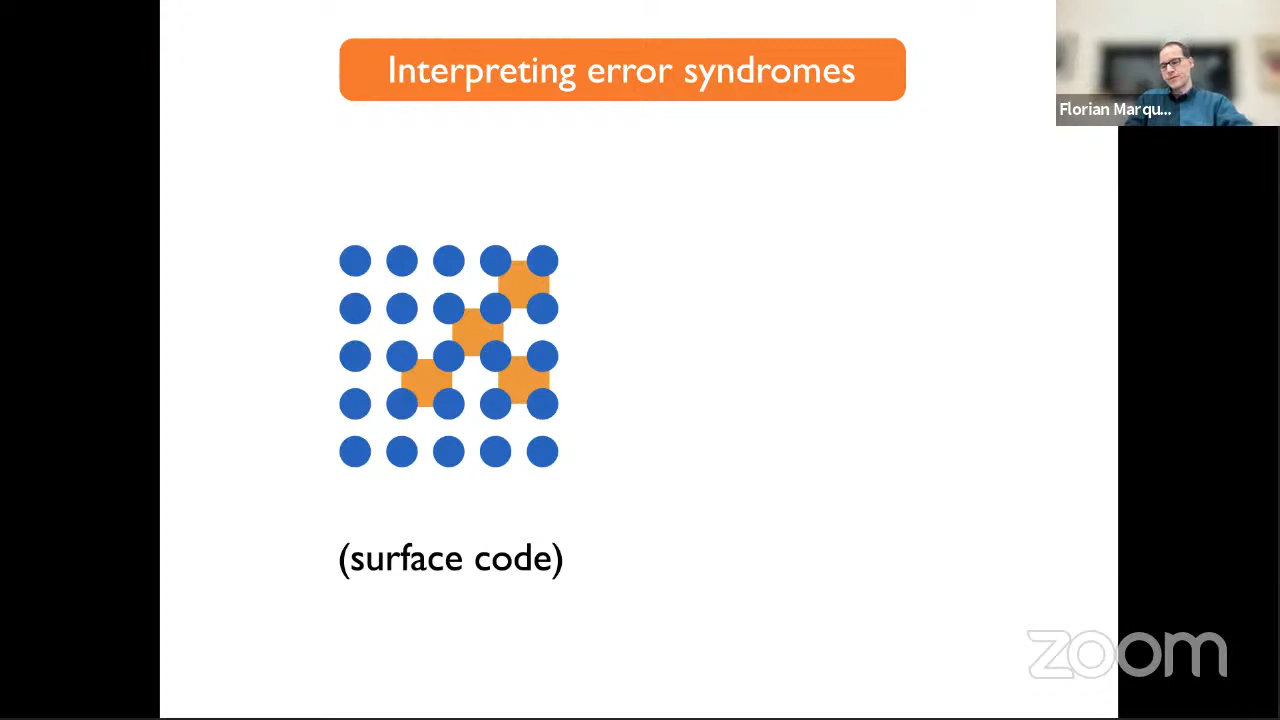 Interpreting error syndromes
Florian Marqu...
(surface code)
zoom